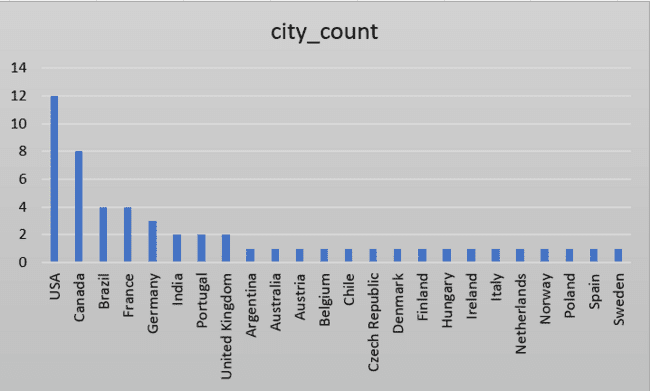 city_count
14
12
10
8
6
4
2
0
USA
Canada
Brazil
France
Germany
India
Portugal
United Kingdom
Argentina
Australia
Austria
Belgium
Chile
Czech Republic
Denmark
Finland
Hungary
Ireland
Italy
Netherlands
Norway
Poland
Spain
Sweden